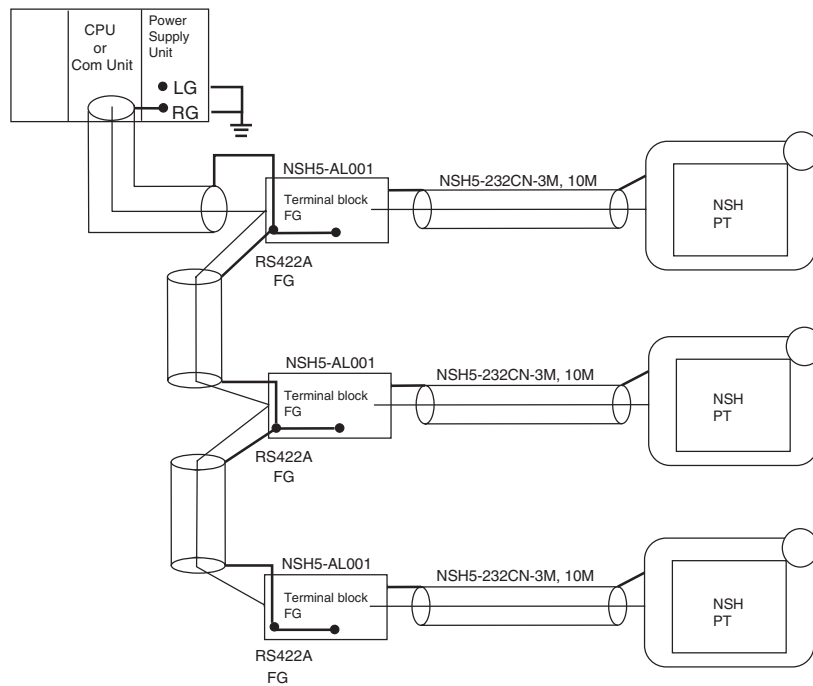 CPU
or
Com Unit
Power
Supply
Unit
LG
RG
NSH5-AL001
Terminal block
FG
RS422A
FG
NSH5-232CN-3M, 10M
NSH
PT
NSH5-AL001
Terminal block
FG
RS422A
FG
NSH5-232CN-3M, 10M
NSH
PT
NSH5-AL001
Terminal block
FG
RS422A
FG
NSH5-232CN-3M, 10M
NSH
PT